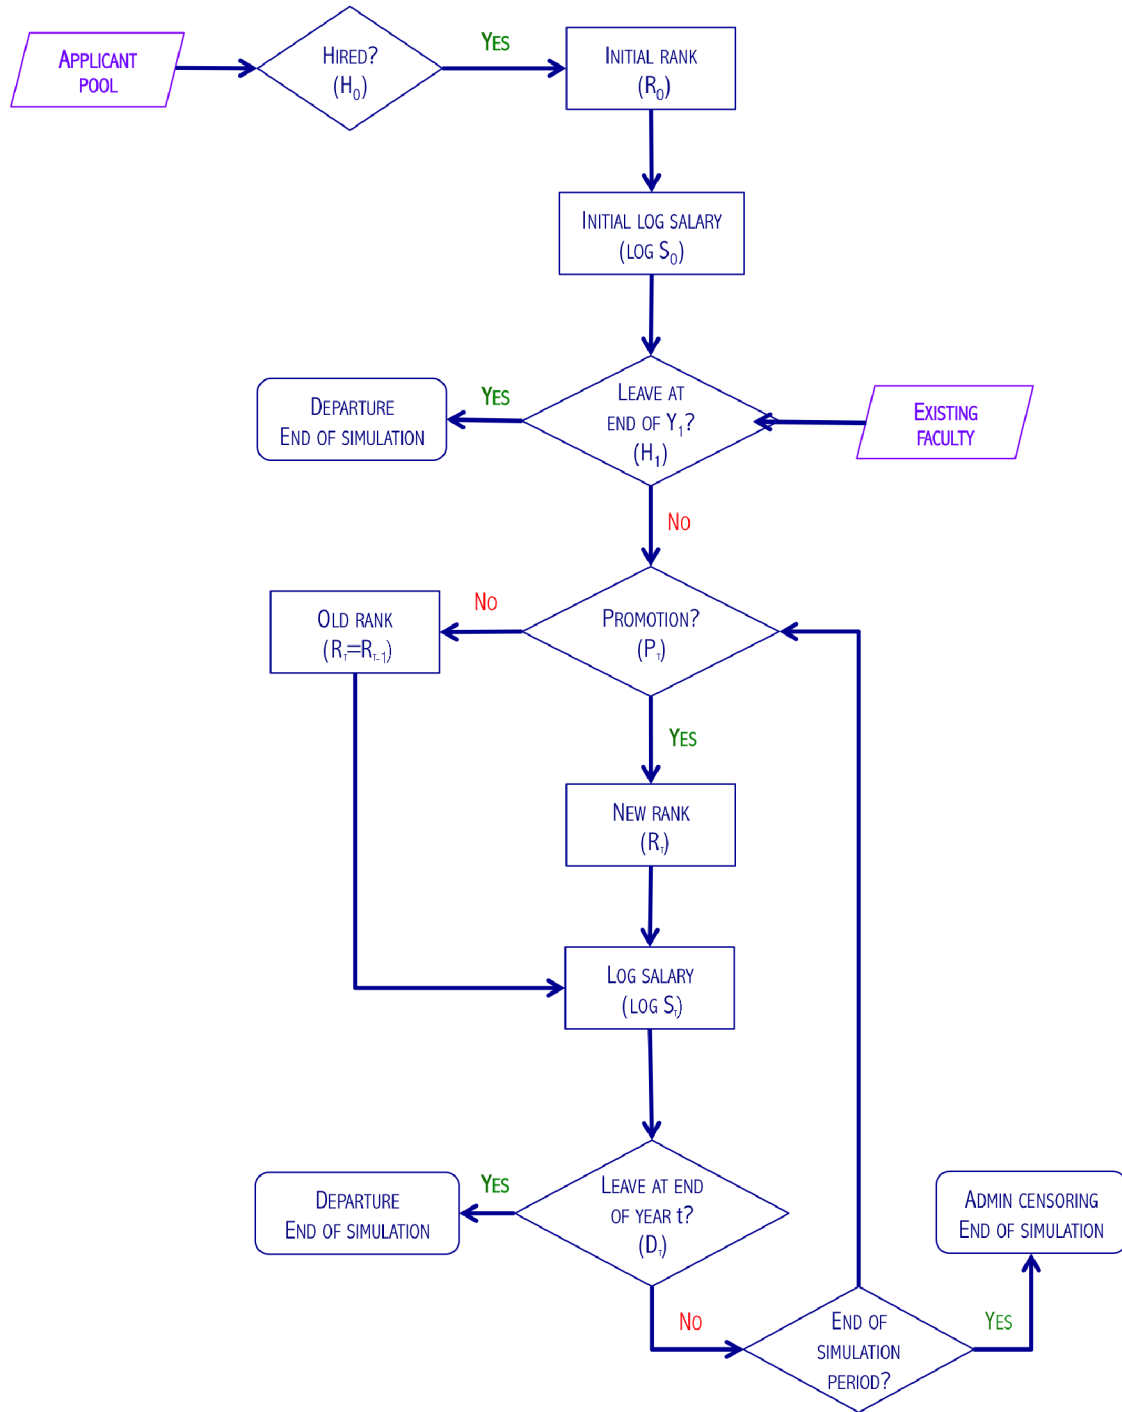 Applicant
pool
Hired?
(H0)
Yes
Initial rank
(R0)
Initial log salary
(log S0)
Departure
End of simulation
Yes
Leave at
end of Y1?
(H1)
Existing
faculty
No
Old rank
(Rt=Rt-1)
No
Promotion?
(Pt)
Yes
New rank
(Rt)
Log salary
(log St)
Departure
End of simulation
Yes
Leave at end
of year t?
(Dt)
Admin censoring
End of simulation
No
End of
simulation
period?
Yes